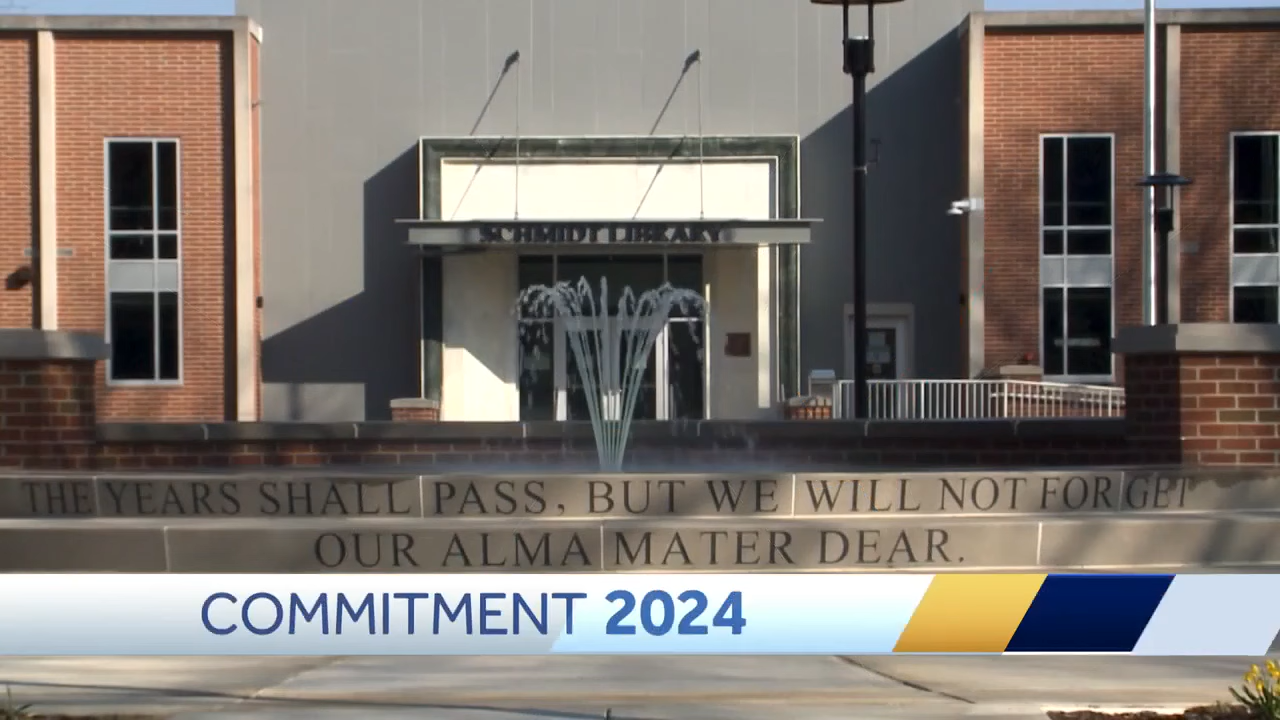 SCHMIDT LIBRARY
THE YEARS SHALL PASS, BUT WE WILL NOT FORGET
OUR ALMA MATER DEAR.
COMMITMENT 2024